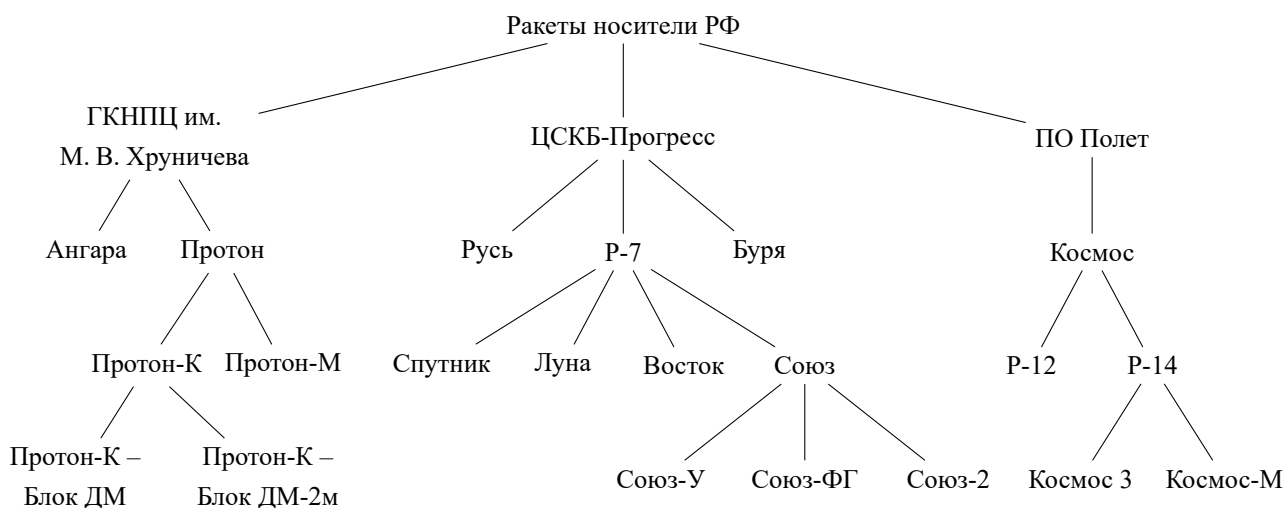 Ракеты носители РФ
ГКНПЦ им.
М. В. Хруничева
ЦСКБ-Прогресс
ПО Полет
Ангара
Протон
Русь
Р-7
Буря
Космос
Протон-К
Протон-М
Спутник
Луна
Восток
Союз
Р-12
Р-14
Протон-К –
Блок ДМ
Протон-К –
Блок ДМ-2м
Союз-У
Союз-ФГ
Союз-2
Космос 3
Космос-М